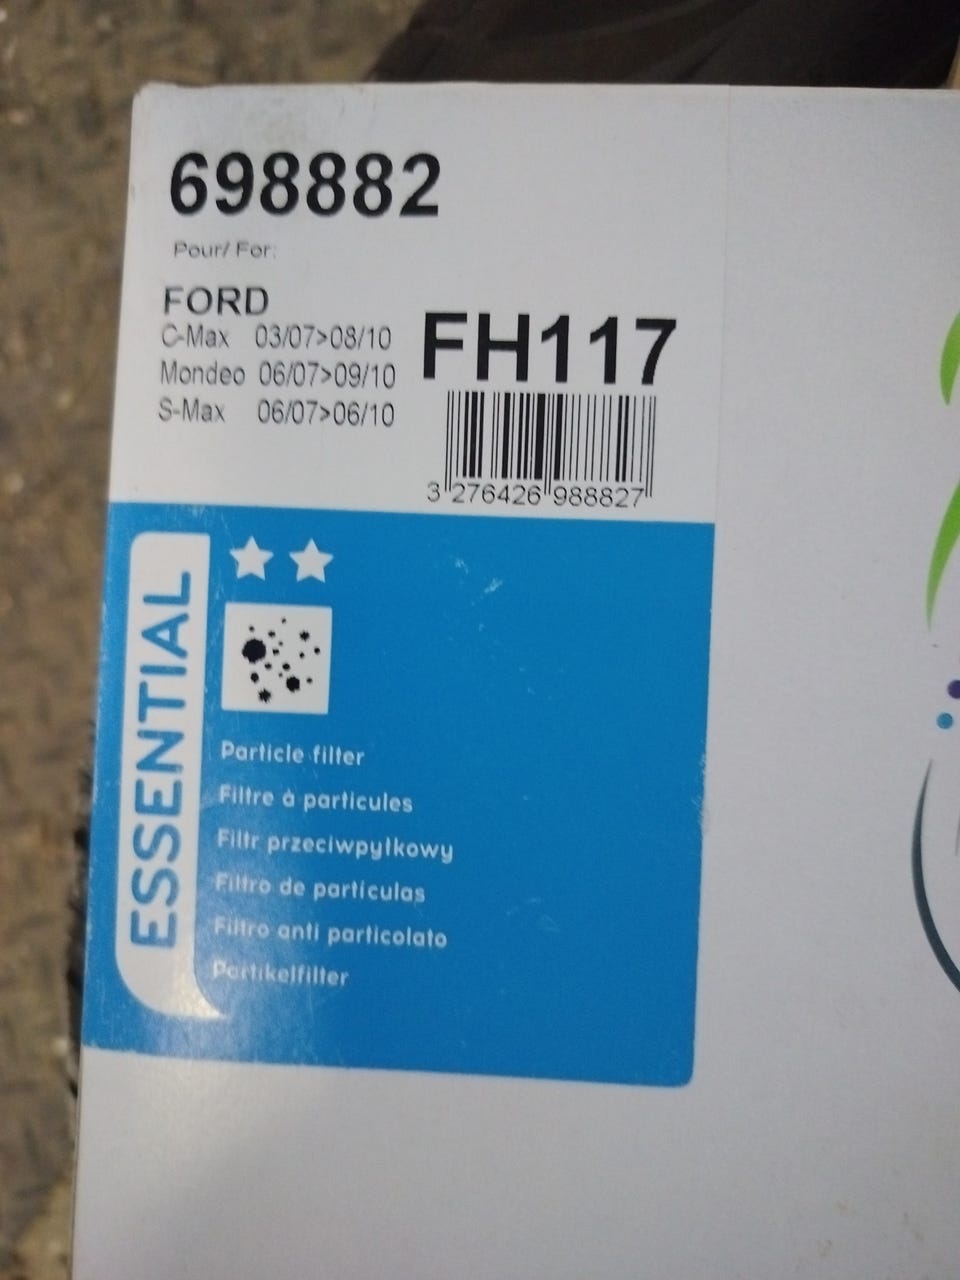 698882
Pour/ For:
FORD
C-Max 03/07>08/10
Mondeo 06/07>09/10
S-Max 06/07>06/10
FH117
3 276426 988827
ESSENTIAL
Particle filter
Filtre à particules
Filtr przeciwpyłkowy
Filtro de partículas
Filtro anti particolato
Partikelfilter